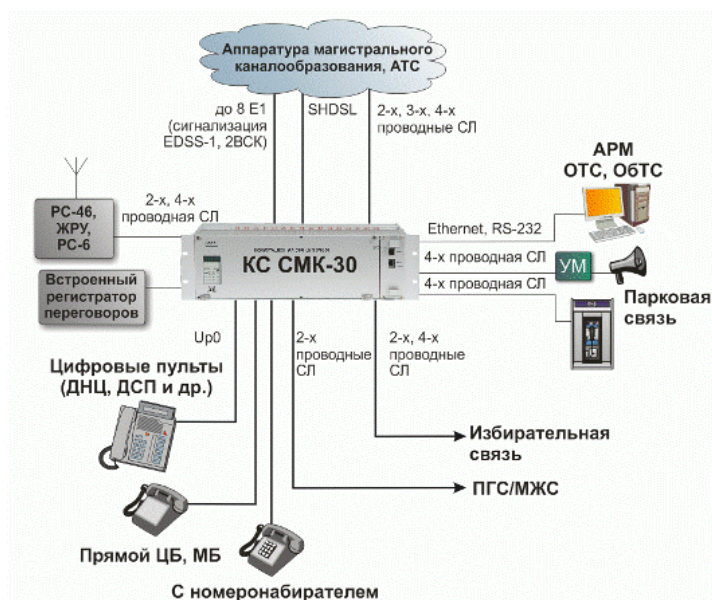 Аппаратура магистрального
каналообразования, АТС
до 8 Е1
(сигнализация
EDSS-1, 2ВСК)
SHDSL
2-х, 3-х, 4-х
проводные СЛ
АРМ
ОТС, ОбТС
РС-46,
ЖРУ,
РС-6
2-х, 4-х
проводная СЛ
Ethernet, RS-232
КС СМК-30
4-х проводная СЛ
УМ
4-х проводная СЛ
Парковая
связь
Встроенный
регистратор
переговоров
Up0
2-х
проводные
СЛ
2-х, 4-х
проводные
СЛ
Цифровые пульты
(ДНЦ, ДСП и др.)
Избирательная
связь
ПГС/МЖС
Прямой ЦБ, МБ
С номеронабирателем